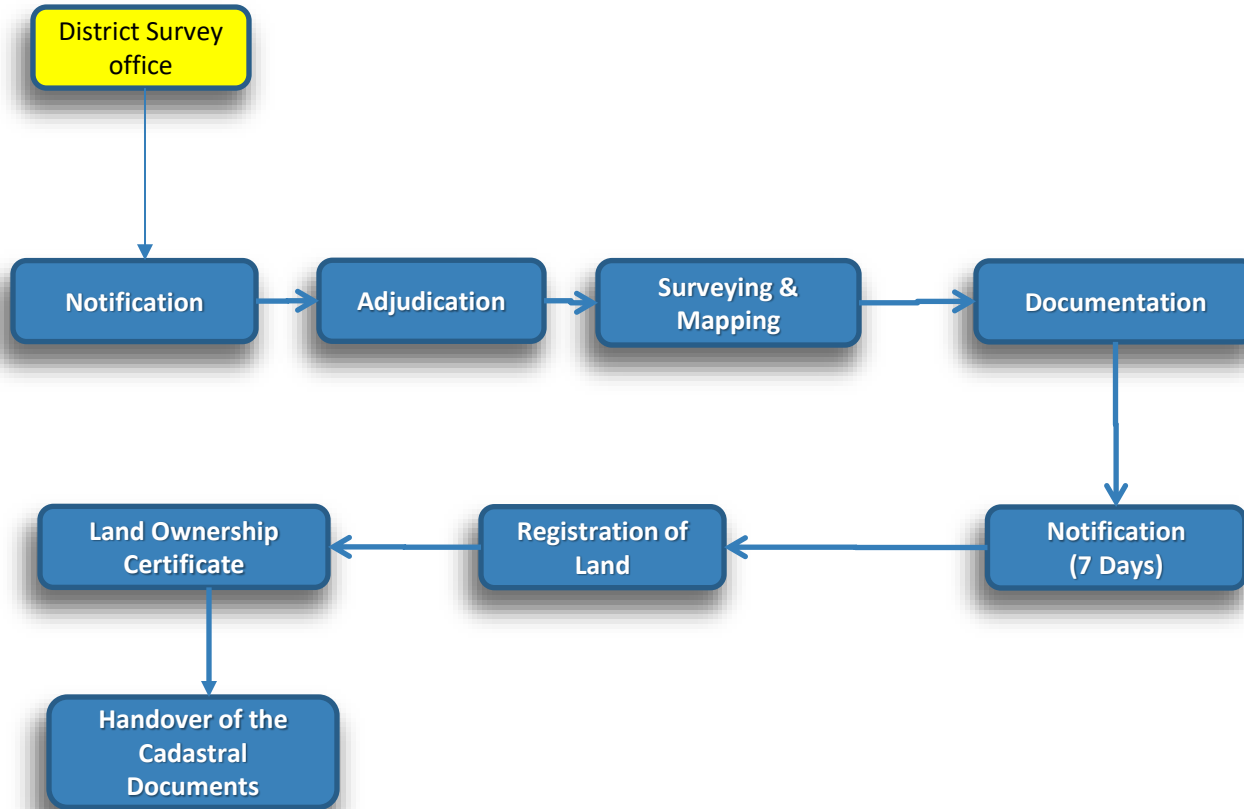 District Survey
office
Notification
Adjudication
Surveying &
Mapping
Documentation
Notification
(7 Days)
Registration of
Land
Land Ownership
Certificate
Handover of the
Cadastral
Documents